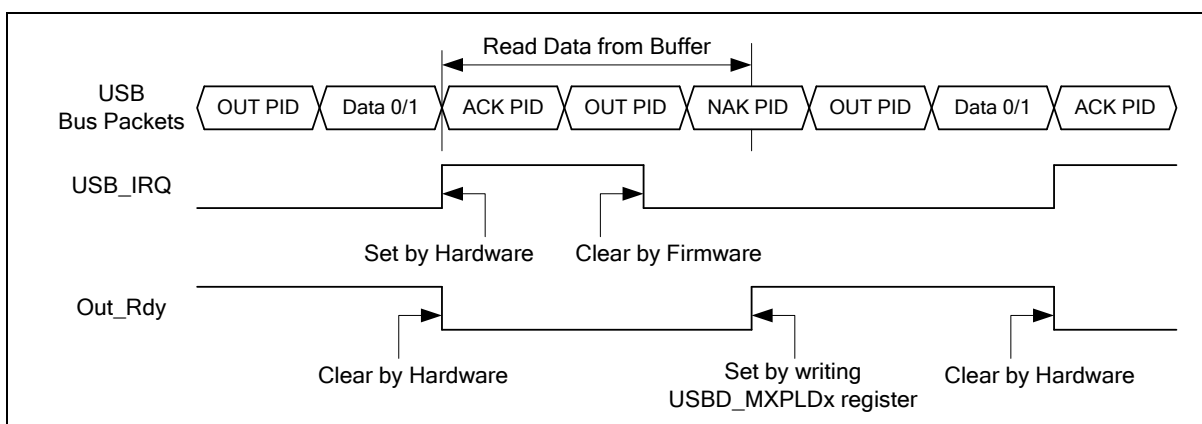 Read Data from Buffer
USB
Bus Packets
OUT PID Data 0/1 ACK PID OUT PID NAK PID OUT PID Data 0/1 ACK PID
USB_IRQ
Set by Hardware Clear by Firmware
Out_Rdy
Clear by Hardware Set by writing Clear by Hardware
USBD_MXPLDx register